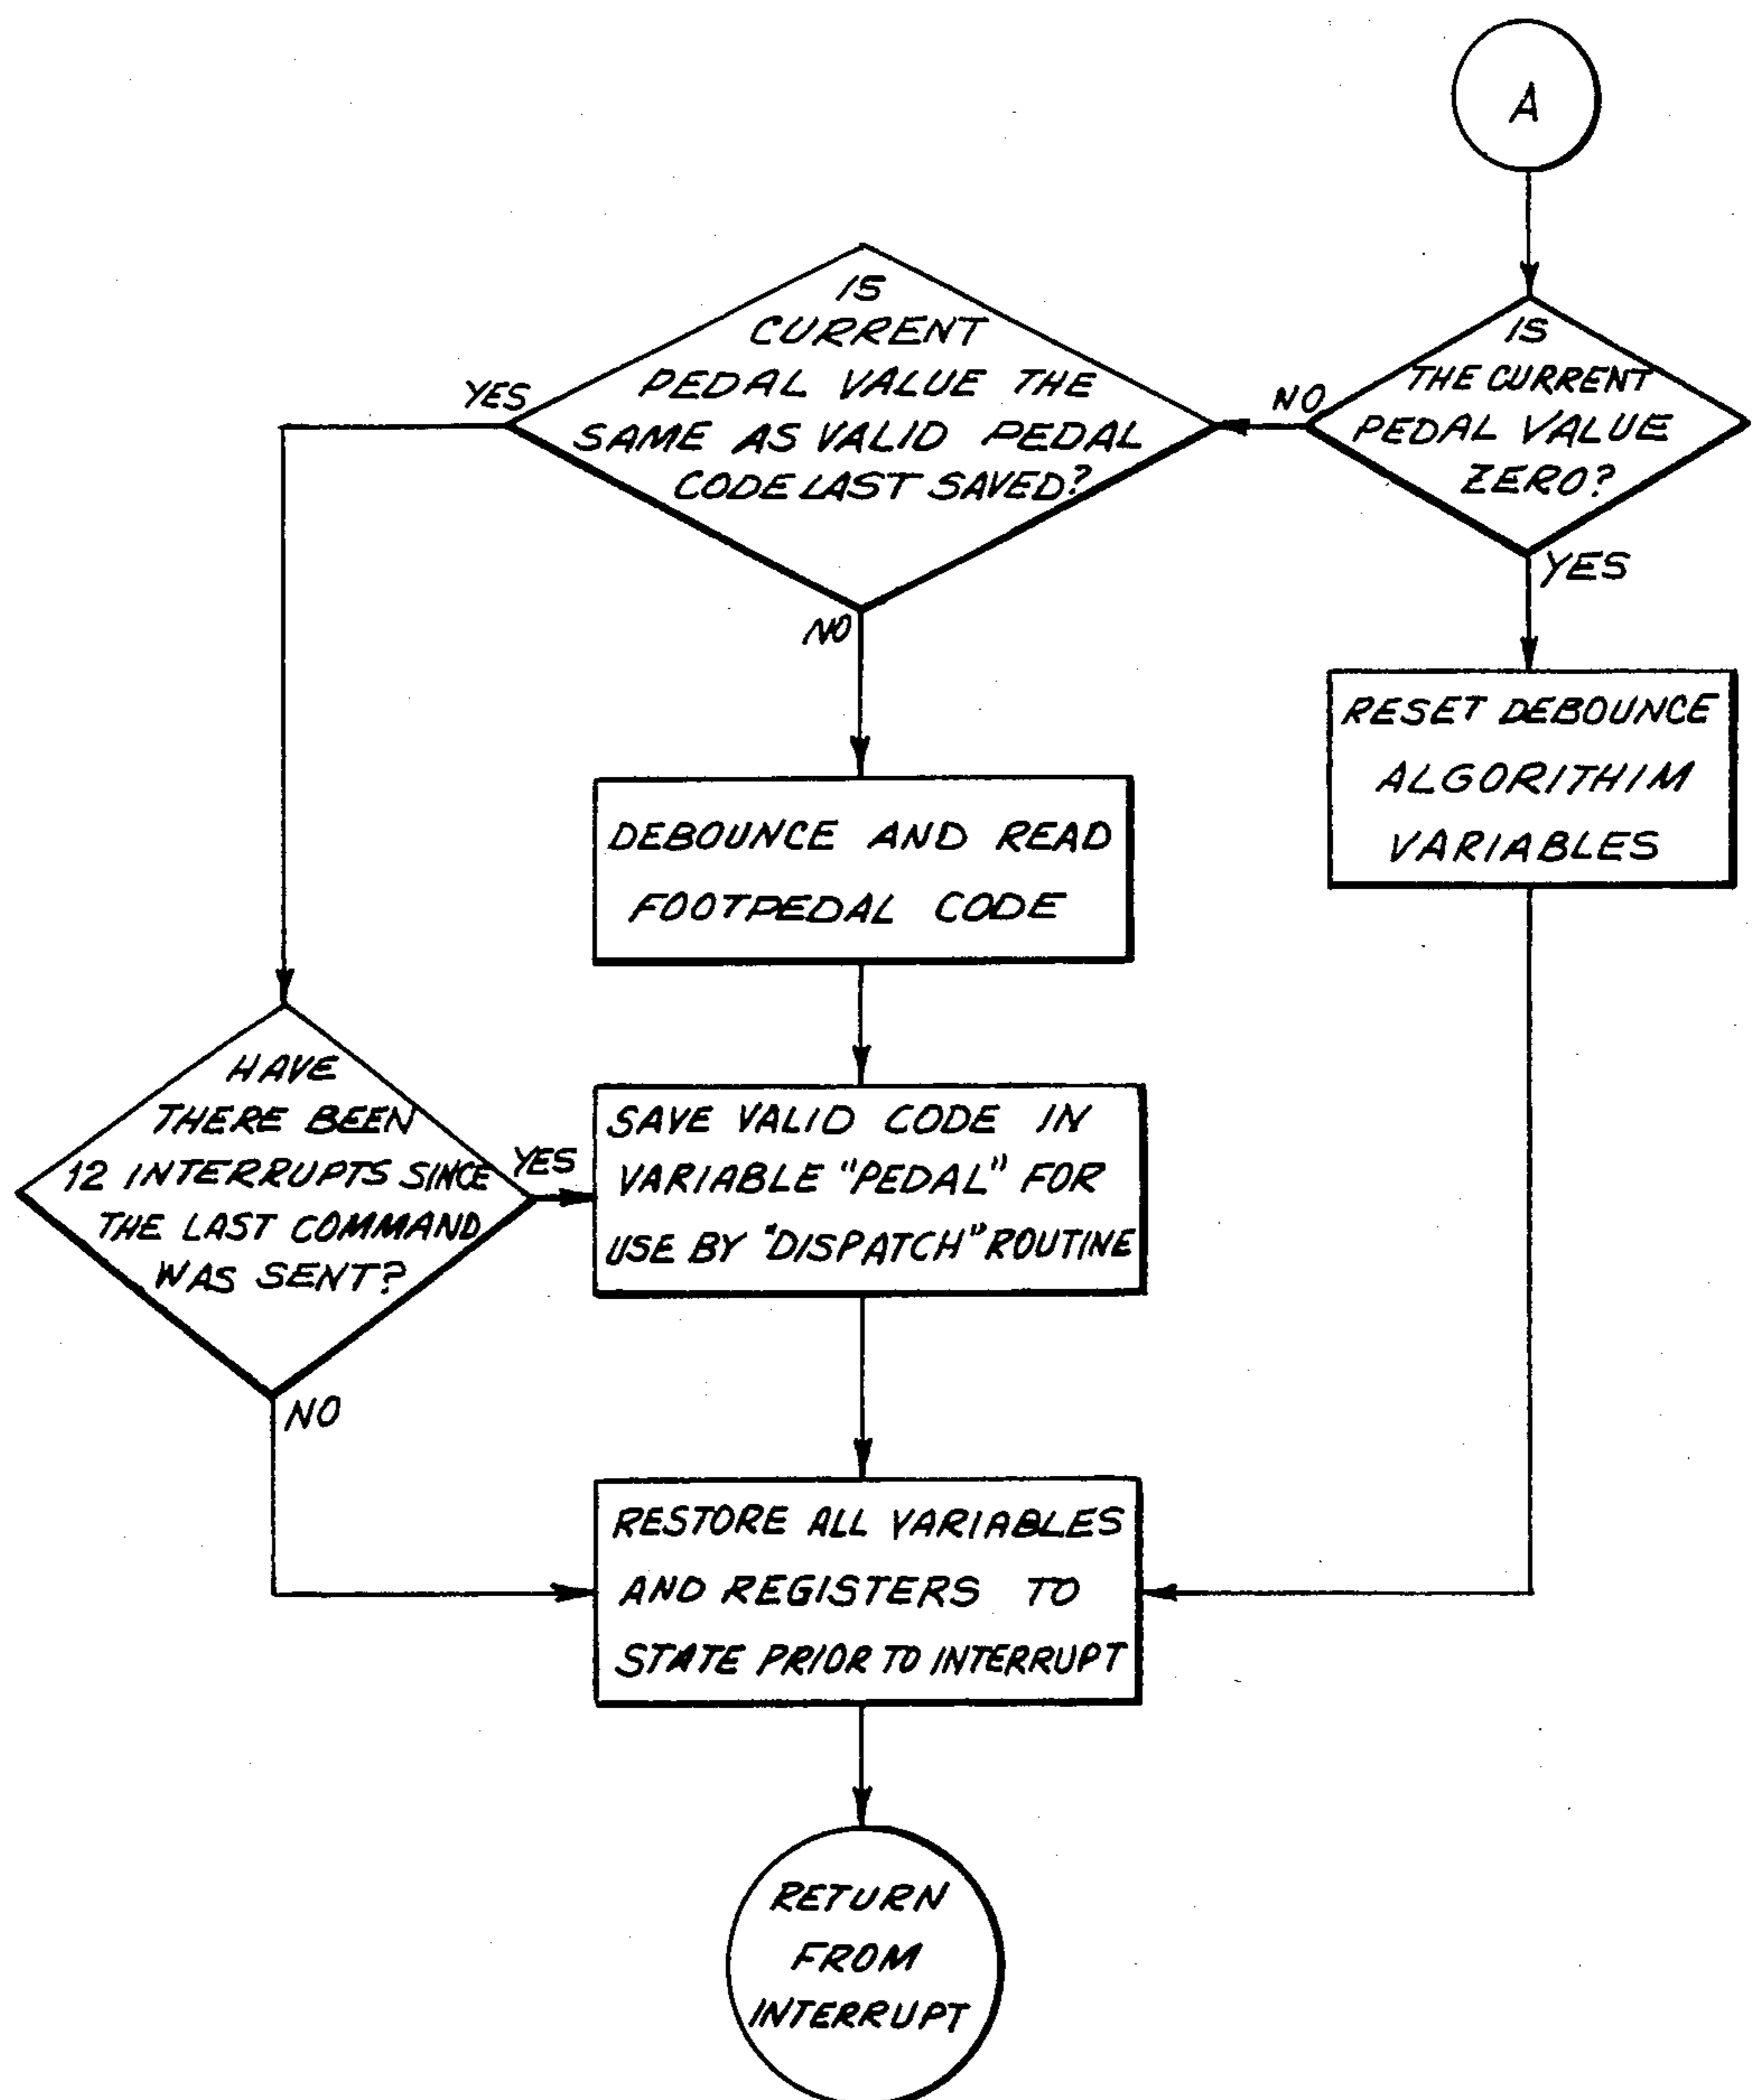 A
IS
THE CURRENT
PEDAL VALUE
ZERO?
NO
YES
IS
CURRENT
PEDAL VALUE THE
SAME AS VALID PEDAL
CODE LAST SAVED?
YES
NO
RESET DEBOUNCE
ALGORITHIM
VARIABLES
DEBOUNCE AND READ
FOOTPEDAL CODE
HAVE
THERE BEEN
12 INTERRUPTS SINCE
THE LAST COMMAND
WAS SENT?
YES
NO
SAVE VALID CODE IN
VARIABLE "PEDAL" FOR
USE BY "DISPATCH" ROUTINE
RESTORE ALL VARIABLES
AND REGISTERS TO
STATE PRIOR TO INTERRUPT
RETURN
FROM
INTERRUPT